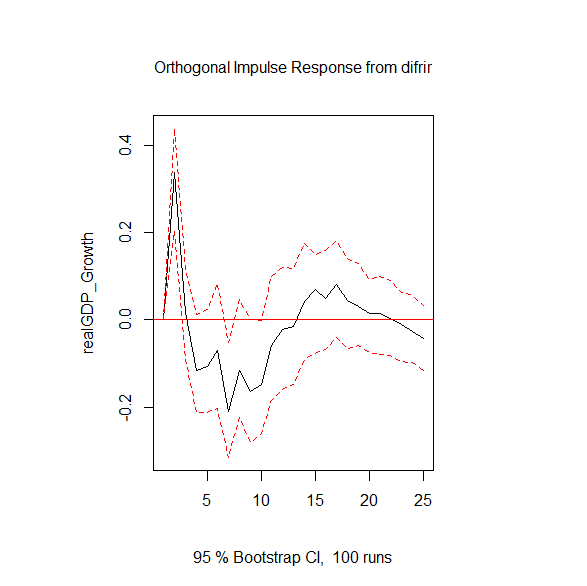 Orthogonal Impulse Response from difrir
realGDP_Growth
0.4
0.2
0.0
-0.2
5 10 15 20 25
95 % Bootstrap CI, 100 runs